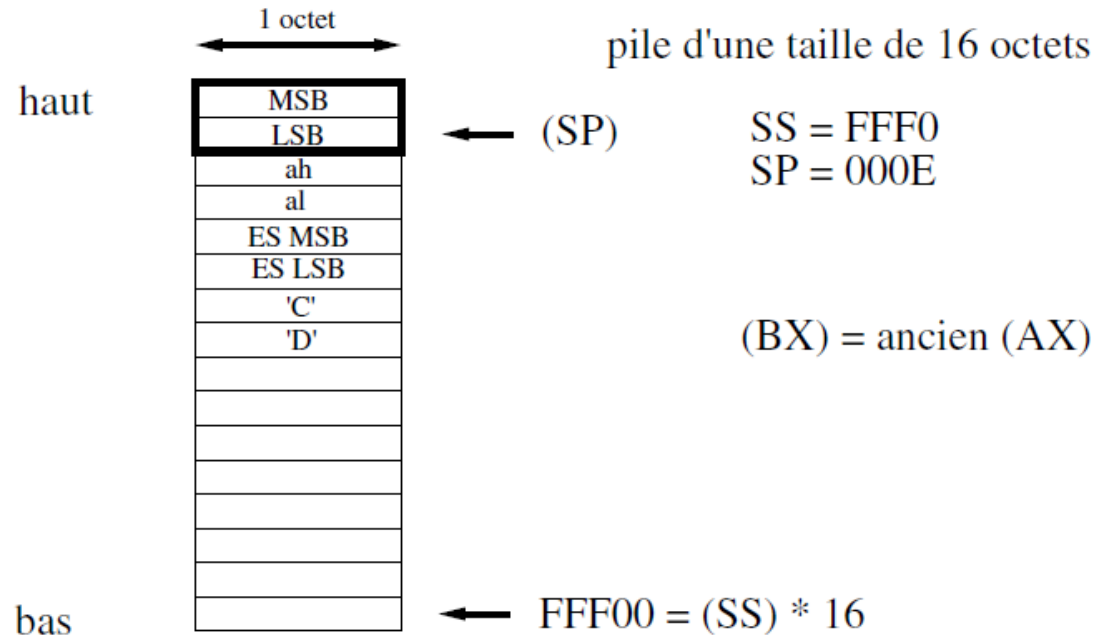 1 octet
pile d'une taille de 16 octets
haut
MSB
LSB
(SP)
SS = FFF0
SP = 000E
ah
al
ES MSB
ES LSB
'C'
'D'
(BX) = ancien (AX)
bas
FFF00 = (SS) * 16